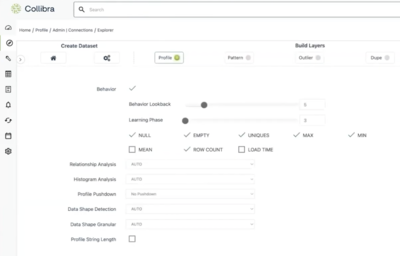 Collibra
Search
Home / Profile / Admin | Connections / Explorer
Create Dataset
Build Layers
Profile
Pattern
Outlier
Dupe
Behavior
Behavior Lookback
Learning Phase
NULL EMPTY UNIQUES MAX MIN
MEAN ROW COUNT LOAD TIME
Relationship Analysis AUTO
Histogram Analysis AUTO
Profile Pushdown No Pushdown
Data Shape Detection AUTO
Data Shape Granular AUTO
Profile String Length